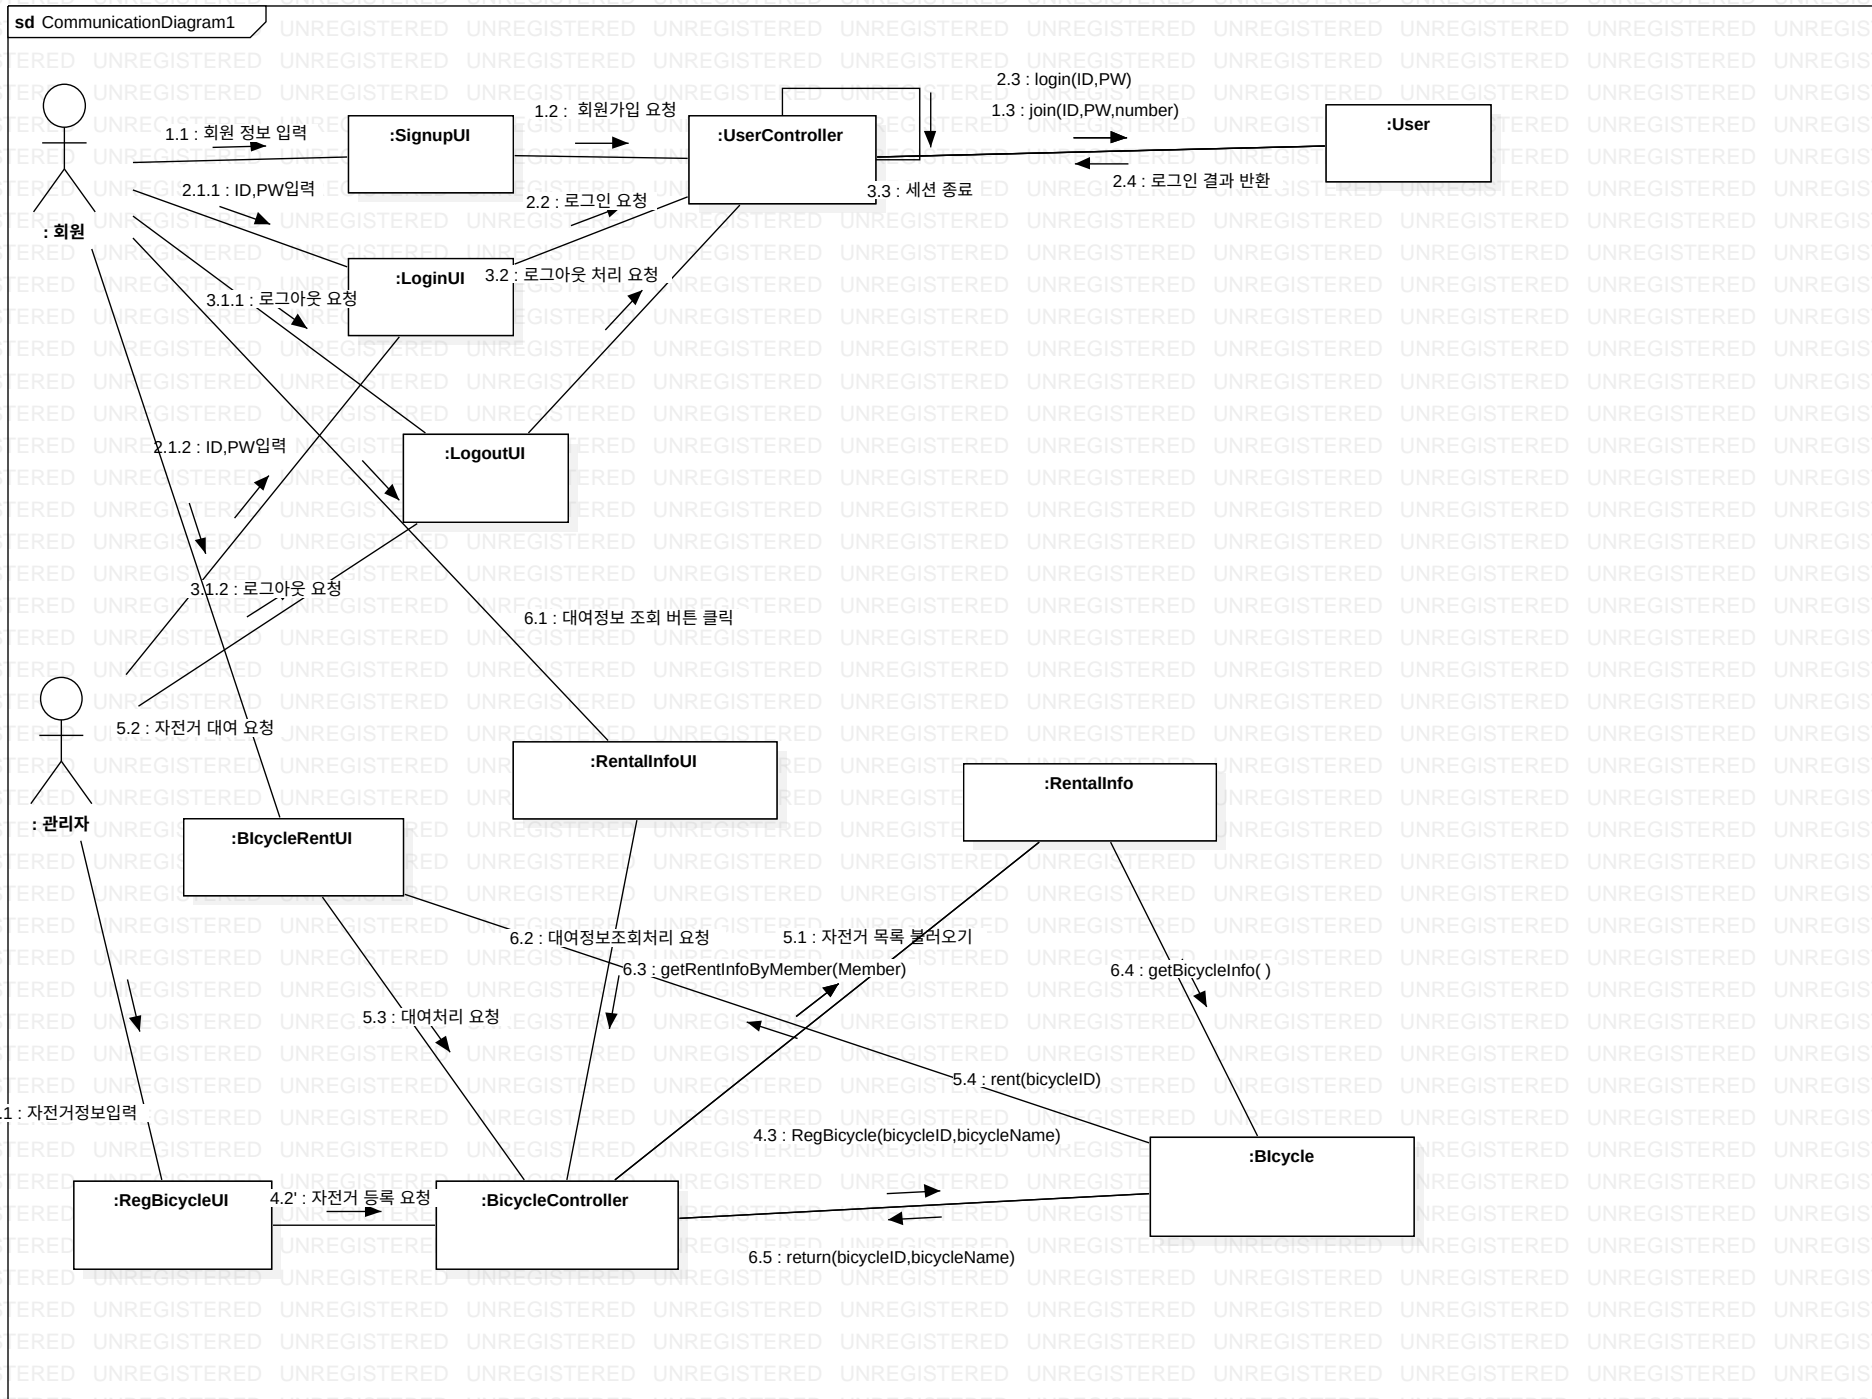 sd CommunicationDiagram1
2.3 : login(ID,PW)
1.3 : join(ID,PW,number)
1.1 : 회원 정보 입력
1.2 :  회원가입 요청
:SignupUI
:UserController
:User
2.4 : 로그인 결과 반환
3.3 : 세션 종료
2.1.1 : ID,PW입력
2.2 : 로그인 요청
: 회원
:LoginUI
3.2 : 로그아웃 처리 요청
3.1.1 : 로그아웃 요청
2.1.2 : ID,PW입력
:LogoutUI
3.1.2 : 로그아웃 요청
6.1 : 대여정보 조회 버튼 클릭
5.2 : 자전거 대여 요청
:RentalInfoUI
:RentalInfo
: 관리자
:BIcycleRentUI
6.2 : 대여정보조회처리 요청
5.1 : 자전거 목록 불러오기
6.3 : getRentInfoByMember(Member)
6.4 : getBicycleInfo( )
5.3 : 대여처리 요청
5.4 : rent(bicycleID)
.1 : 자전거정보입력
4.3 : RegBicycle(bicycleID,bicycleName)
:BIcycle
:RegBicycleUI
4.2' : 자전거 등록 요청
:BicycleController
6.5 : return(bicycleID,bicycleName)
UNREGISTERED